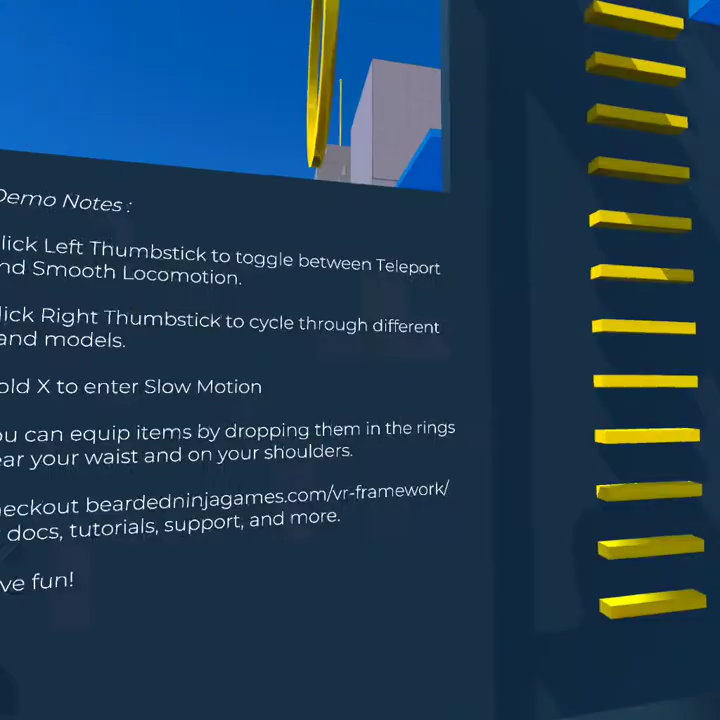 Demo Notes :
lick Left Thumbstick to toggle between Teleport
nd Smooth Locomotion.
lick Right Thumbstick to cycle through different
and models.
old X to enter Slow Motion
ou can equip items by dropping them in the rings
ear your waist and on your shoulders.
heckout beardedninjagames.com/vr-framework/
docs, tutorials, support, and more.
ve fun!